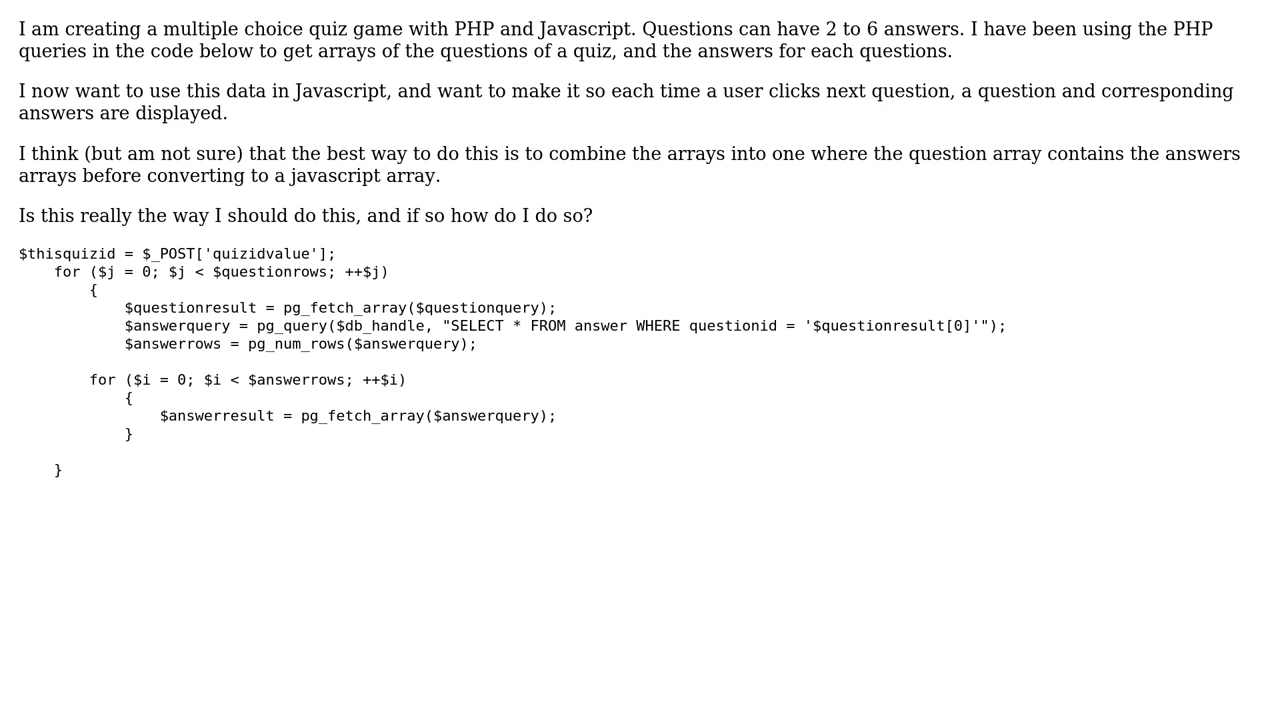 I am creating a multiple choice quiz game with PHP and Javascript. Questions can have 2 to 6 answers. I have been using the PHP
queries in the code below to get arrays of the questions of a quiz, and the answers for each questions.
I now want to use this data in Javascript, and want to make it so each time a user clicks next question, a question and corresponding
answers are displayed.
I think (but am not sure) that the best way to do this is to combine the arrays into one where the question array contains the answers
arrays before converting to a javascript array.
Is this really the way I should do this, and if so how do I do so?
$thisquizid = $_POST['quizidvalue'];
    for ($j = 0; $j < $questionrows; ++$j)
        {
            $questionresult = pg_fetch_array($questionquery);
            $answerquery = pg_query($db_handle, "SELECT * FROM answer WHERE questionid = '$questionresult[0]'");
            $answerrows = pg_num_rows($answerquery);
        for ($i = 0; $i < $answerrows; ++$i)
            {
                $answerresult = pg_fetch_array($answerquery);
            }
    }